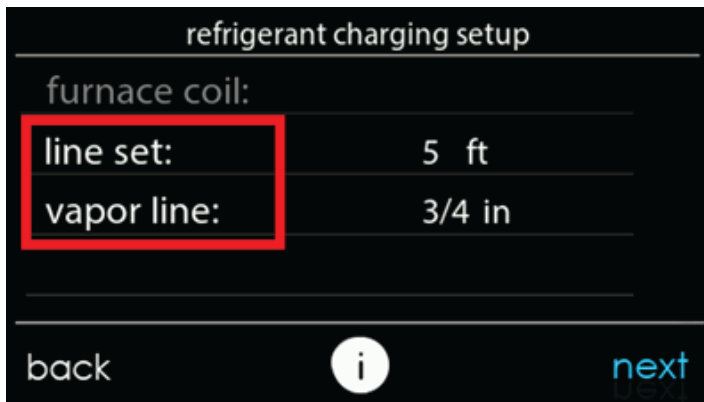 refrigerant charging setup
furnace coil:
line set: 5 ft
vapor line: 3/4 in
back i next